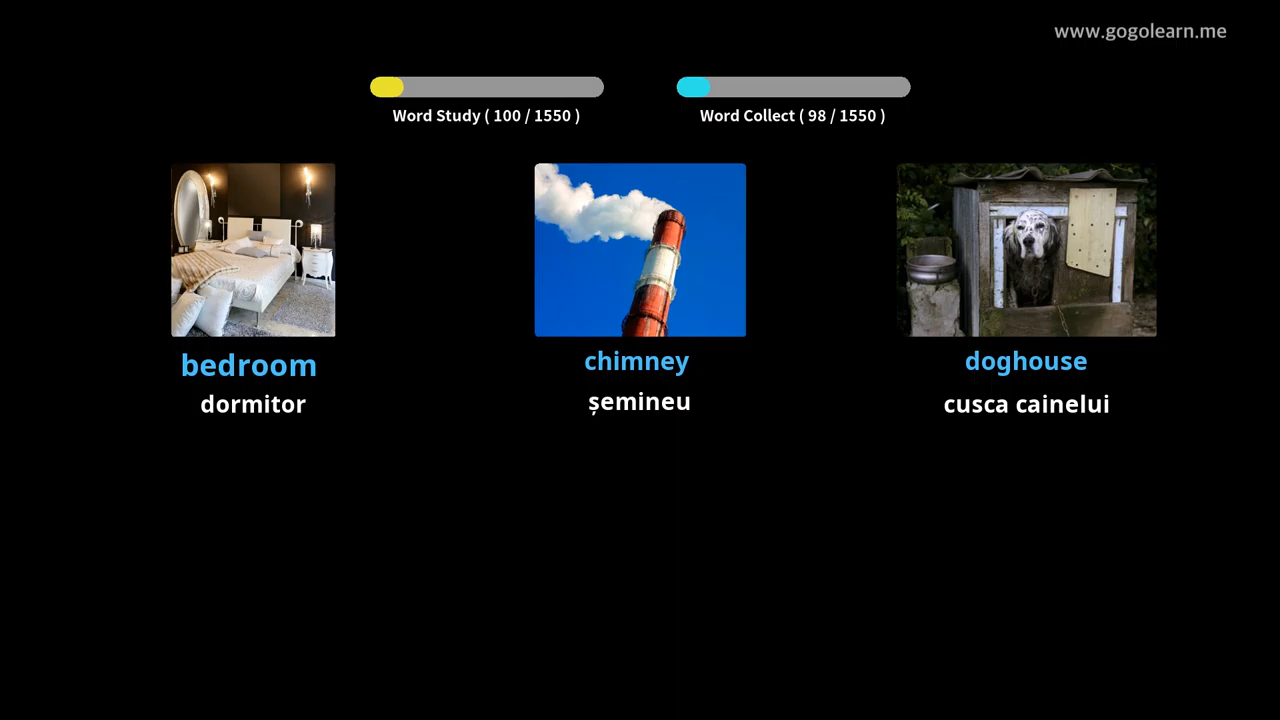 www.gogolearn.me
Word Study ( 100 / 1550 )
Word Collect ( 98 / 1550 )
bedroom
dormitor
chimney
șemineu
doghouse
cusca cainelui